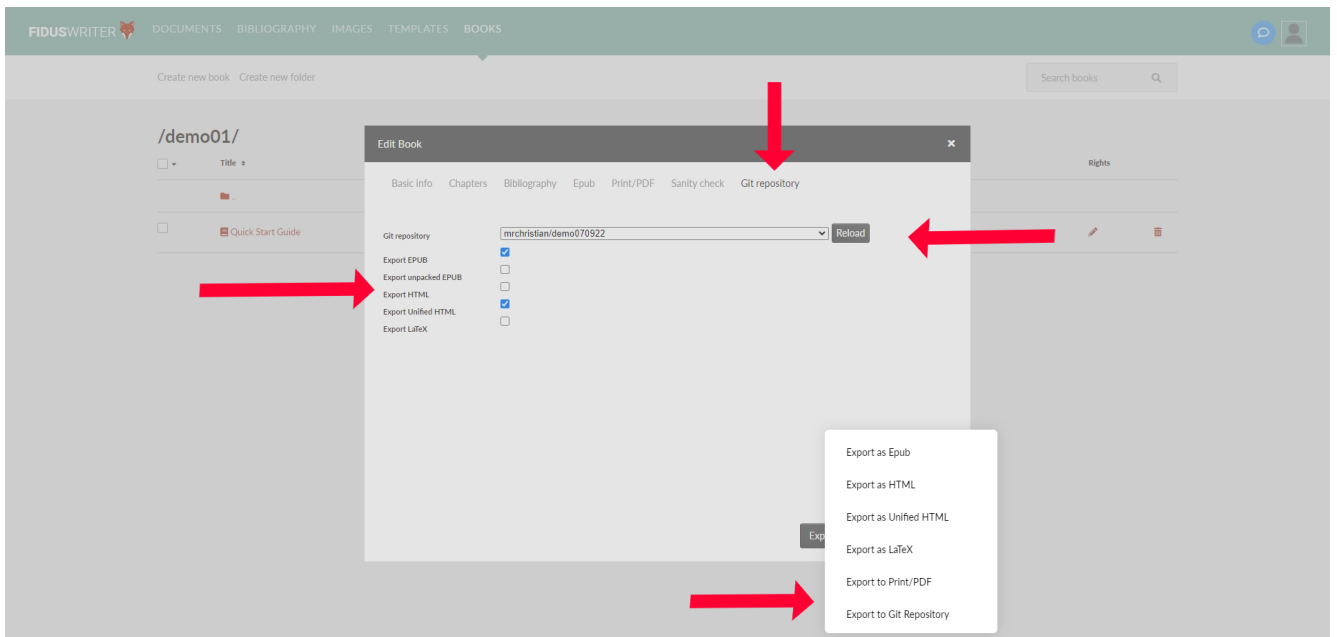 FIDUSWRITER DOCUMENTS BIBLIOGRAPHY IMAGES TEMPLATES BOOKS
Create new book Create new folder Search books
/demo01/
Edit Book ×
Title Rights
Basic info Chapters Bibliography Epub Print/PDF Sanity check Git repository
..
Quick Start Guide
Git repository mrchristian/demo070922 Reload
Export EPUB
Export unpacked EPUB
Export HTML
Export Unified HTML
Export LaTeX
Export as Epub
Export as HTML
Export as Unified HTML
Exp
Export as LaTeX
Export to Print/PDF
Export to Git Repository